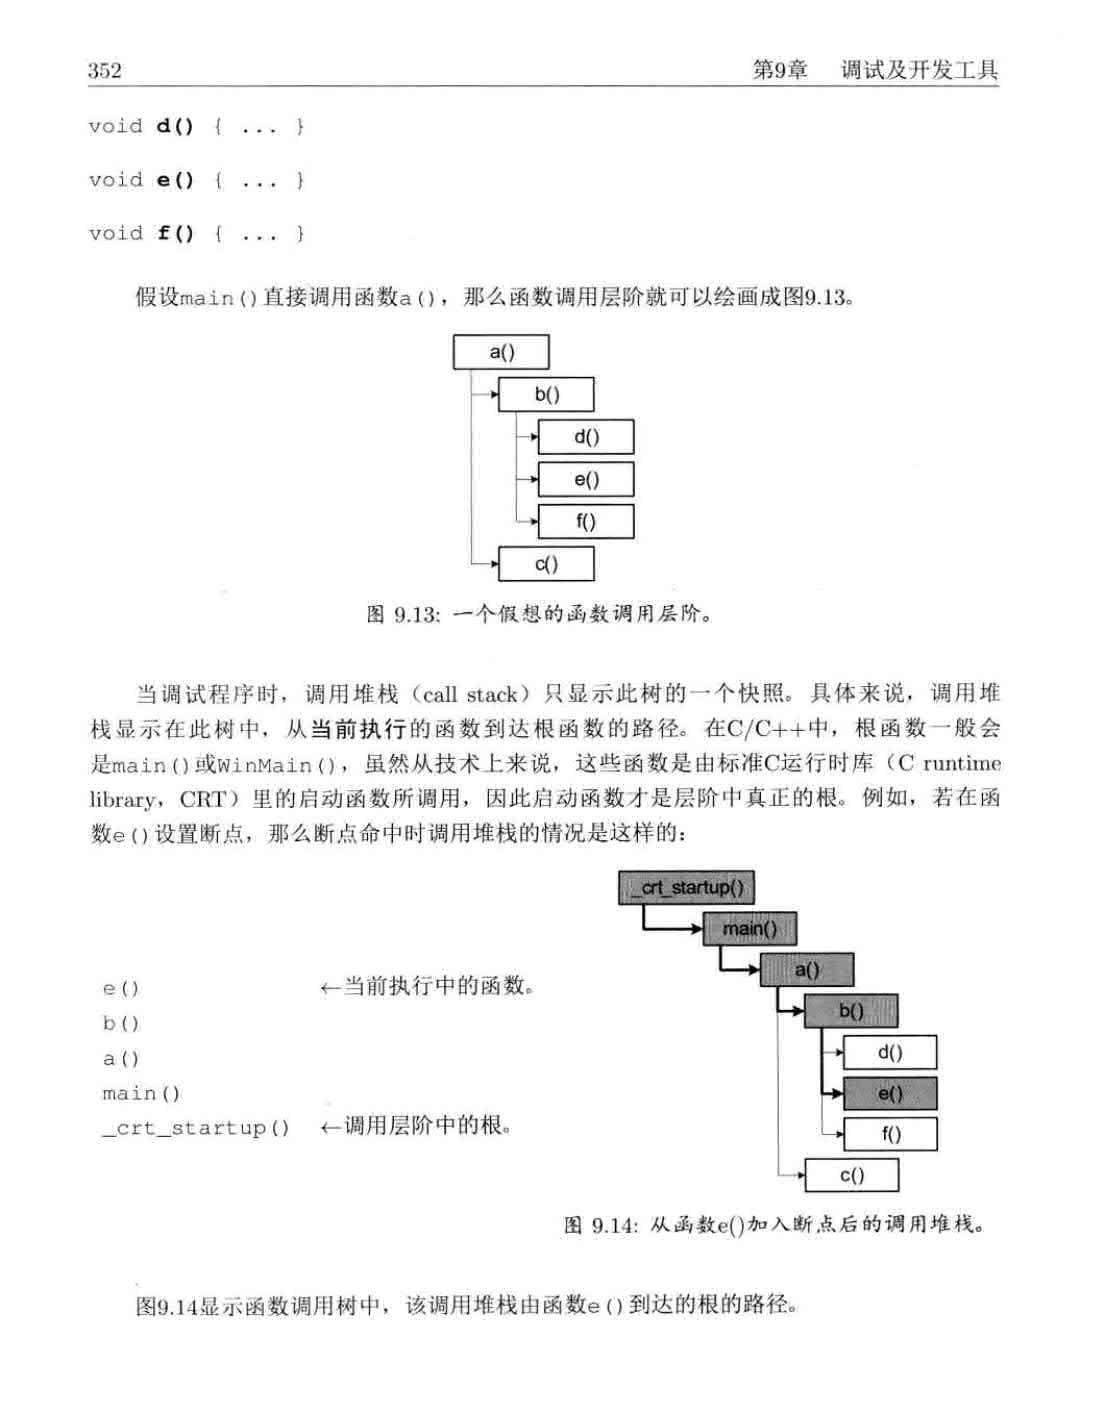 352
第9章 调试及开发工具
void d() { ... }
void e() { ... }
void f() { ... }
假设main()直接调用函数a()，那么函数调用层阶就可以绘画成图9.13。
a()
b()
d()
e()
f()
c()
图 9.13: 一个假想的函数调用层阶。
当调试程序时，调用堆栈（call stack）只显示此树的一个快照。具体来说，调用堆
栈显示在此树中，从当前执行的函数到达根函数的路径。在C/C++中，根函数一般会
是main()或WinMain()，虽然从技术上来说，这些函数是由标准C运行时库（C runtime
library，CRT）里的启动函数所调用，因此启动函数才是层阶中真正的根。例如，若在函
数e()设置断点，那么断点命中时调用堆栈的情况是这样的：
e() ←当前执行中的函数。
b()
a()
main()
_crt_startup() ←调用层阶中的根。
_crt_startup()
main()
a()
b()
d()
e()
f()
c()
图 9.14: 从函数e()加入断点后的调用堆栈。
图9.14显示函数调用树中，该调用堆栈由函数e()到达的根的路径。